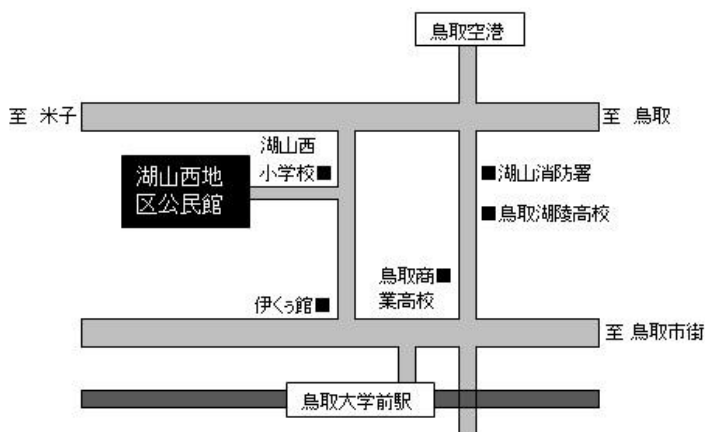 鳥取空港
至 米子
至 鳥取
湖山西
小学校■
湖山西地
区公民館
■湖山消防署
■鳥取湖陵高校
鳥取商■
業高校
伊くぅ館■
至 鳥取市街
鳥取大学前駅